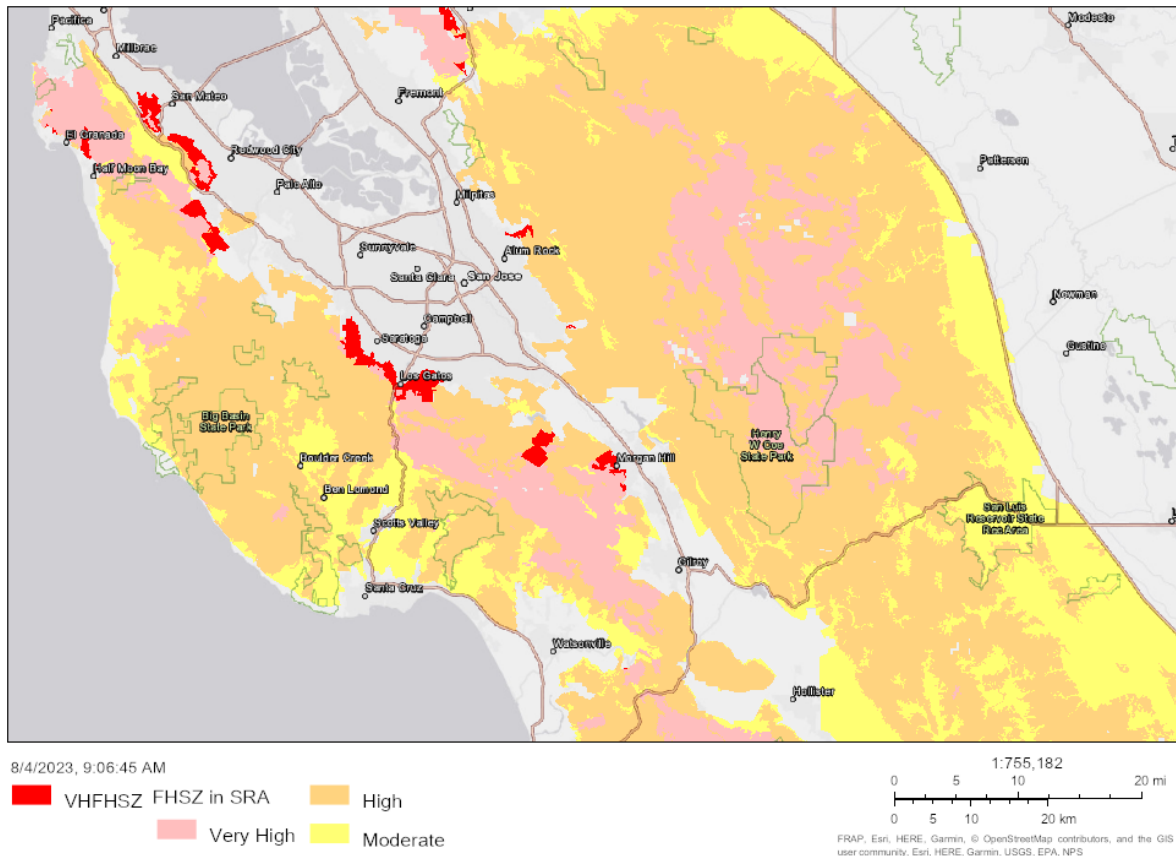 Pacifica
Modesto
Millbrae
San Mateo
Fremont
El Granada
Redwood City
Half Moon Bay
Palo Alto
Patterson
Milpitas
Sunnyvale
Alum Rock
Santa Clara
San Jose
Newman
Campbell
Saratoga
Gustine
Los Gatos
Big Basin
State Park
Henry
W Coe
State Park
Boulder Creek
Morgan Hill
Ben Lomond
San Luis
Reservoir State
Rec Area
Scotts Valley
Gilroy
Santa Cruz
Watsonville
Hollister
8/4/2023, 9:06:45 AM
VHFHSZ
FHSZ in SRA
Very High
High
Moderate
1:755,182
0 5 10 20 mi
0 5 10 20 km
FRAP, Esri, HERE, Garmin, © OpenStreetMap contributors, and the GIS
user community, Esri, HERE, Garmin, USGS, EPA, NPS